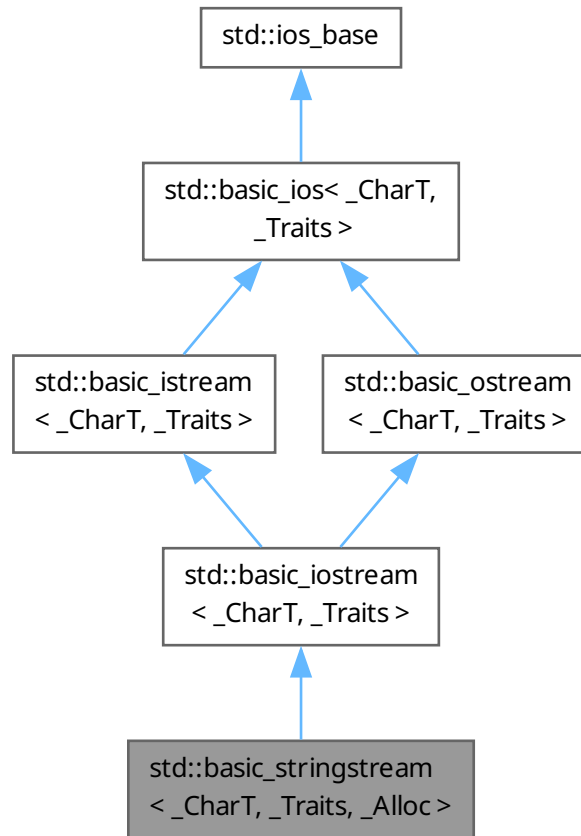 std::ios_base
std::basic_ios< _CharT,
_Traits >
std::basic_istream
< _CharT, _Traits >
std::basic_ostream
< _CharT, _Traits >
std::basic_iostream
< _CharT, _Traits >
std::basic_stringstream
< _CharT, _Traits, _Alloc >